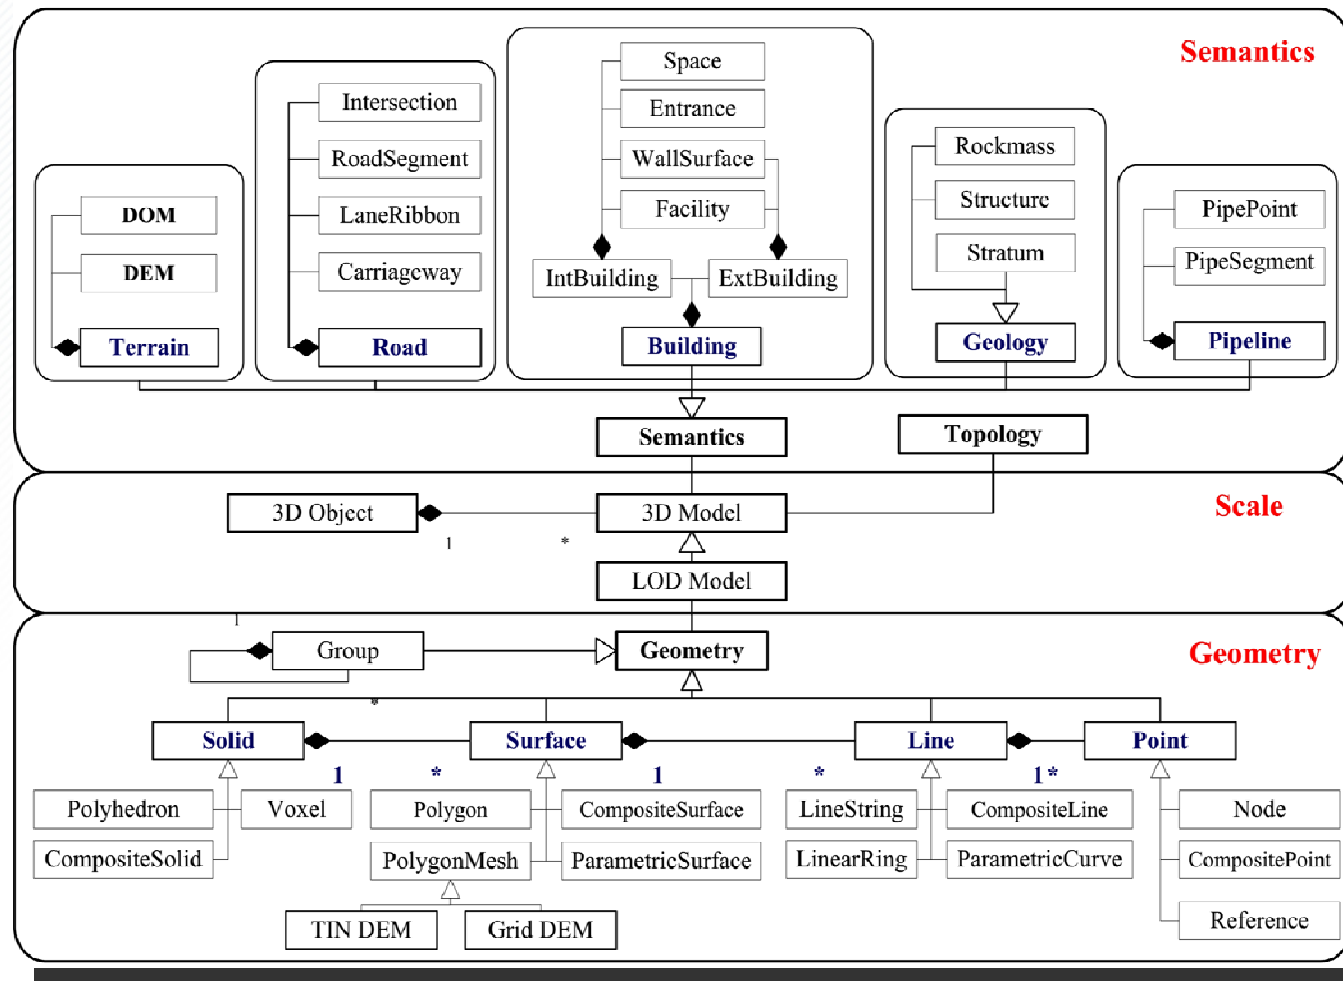 Semantics
Space
Entrance
WallSurface
Facility
IntBuilding
ExtBuilding
Building
Intersection
RoadSegment
LaneRibbon
Carriageway
Road
DOM
DEM
Terrain
Rockmass
Structure
Stratum
Geology
PipePoint
PipeSegment
Pipeline
Semantics
Topology
Scale
3D Object
1
*
3D Model
LOD Model
Geometry
1
Group
*
Geometry
Solid
1
*
Surface
1
*
Line
1*
Point
Polyhedron
Voxel
CompositeSolid
Polygon
CompositeSurface
PolygonMesh
ParametricSurface
TIN DEM
Grid DEM
LineString
CompositeLine
LinearRing
ParametricCurve
Node
CompositePoint
Reference